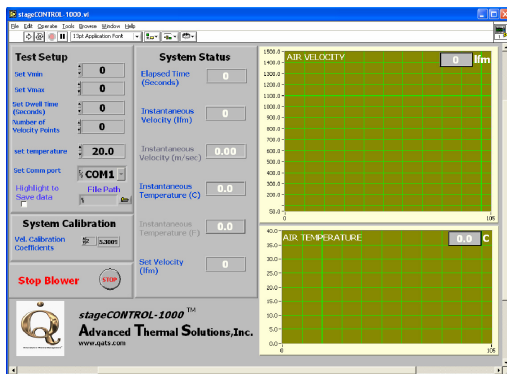 stageCONTROL-1000.vi
File Edit Operate Tools Browse Window Help
13pt Application Font
Test Setup
Set Vmin 0
Set Vmax 0
Set Dwell Time (Seconds) 0
Number of Velocity Points 0
set temperature 20.0
Set Comm port COM1
Highlight to Save data
File Path
System Calibration
Vel. Calibration Coefficients
Stop Blower STOP
System Status
Elapsed Time (Seconds) 0
Instantaneous Velocity (lfm) 0
Instantaneous Velocity (m/sec) 0.00
Instantaneous Temperature (C) 0.0
Instantaneous Temperature (F) 0.0
Set Velocity (lfm) 0
AIR VELOCITY 0 lfm
1500.0
1400.0
1300.0
1200.0
1100.0
1000.0
900.0
800.0
700.0
600.0
500.0
400.0
300.0
200.0
50.0
0 105
AIR TEMPERATURE 0.0 C
40.0
35.0
30.0
25.0
20.0
15.0
10.0
5.0
0.0
0 105
stageCONTROL-1000 TM
Advanced Thermal Solutions,Inc.
www.qats.com